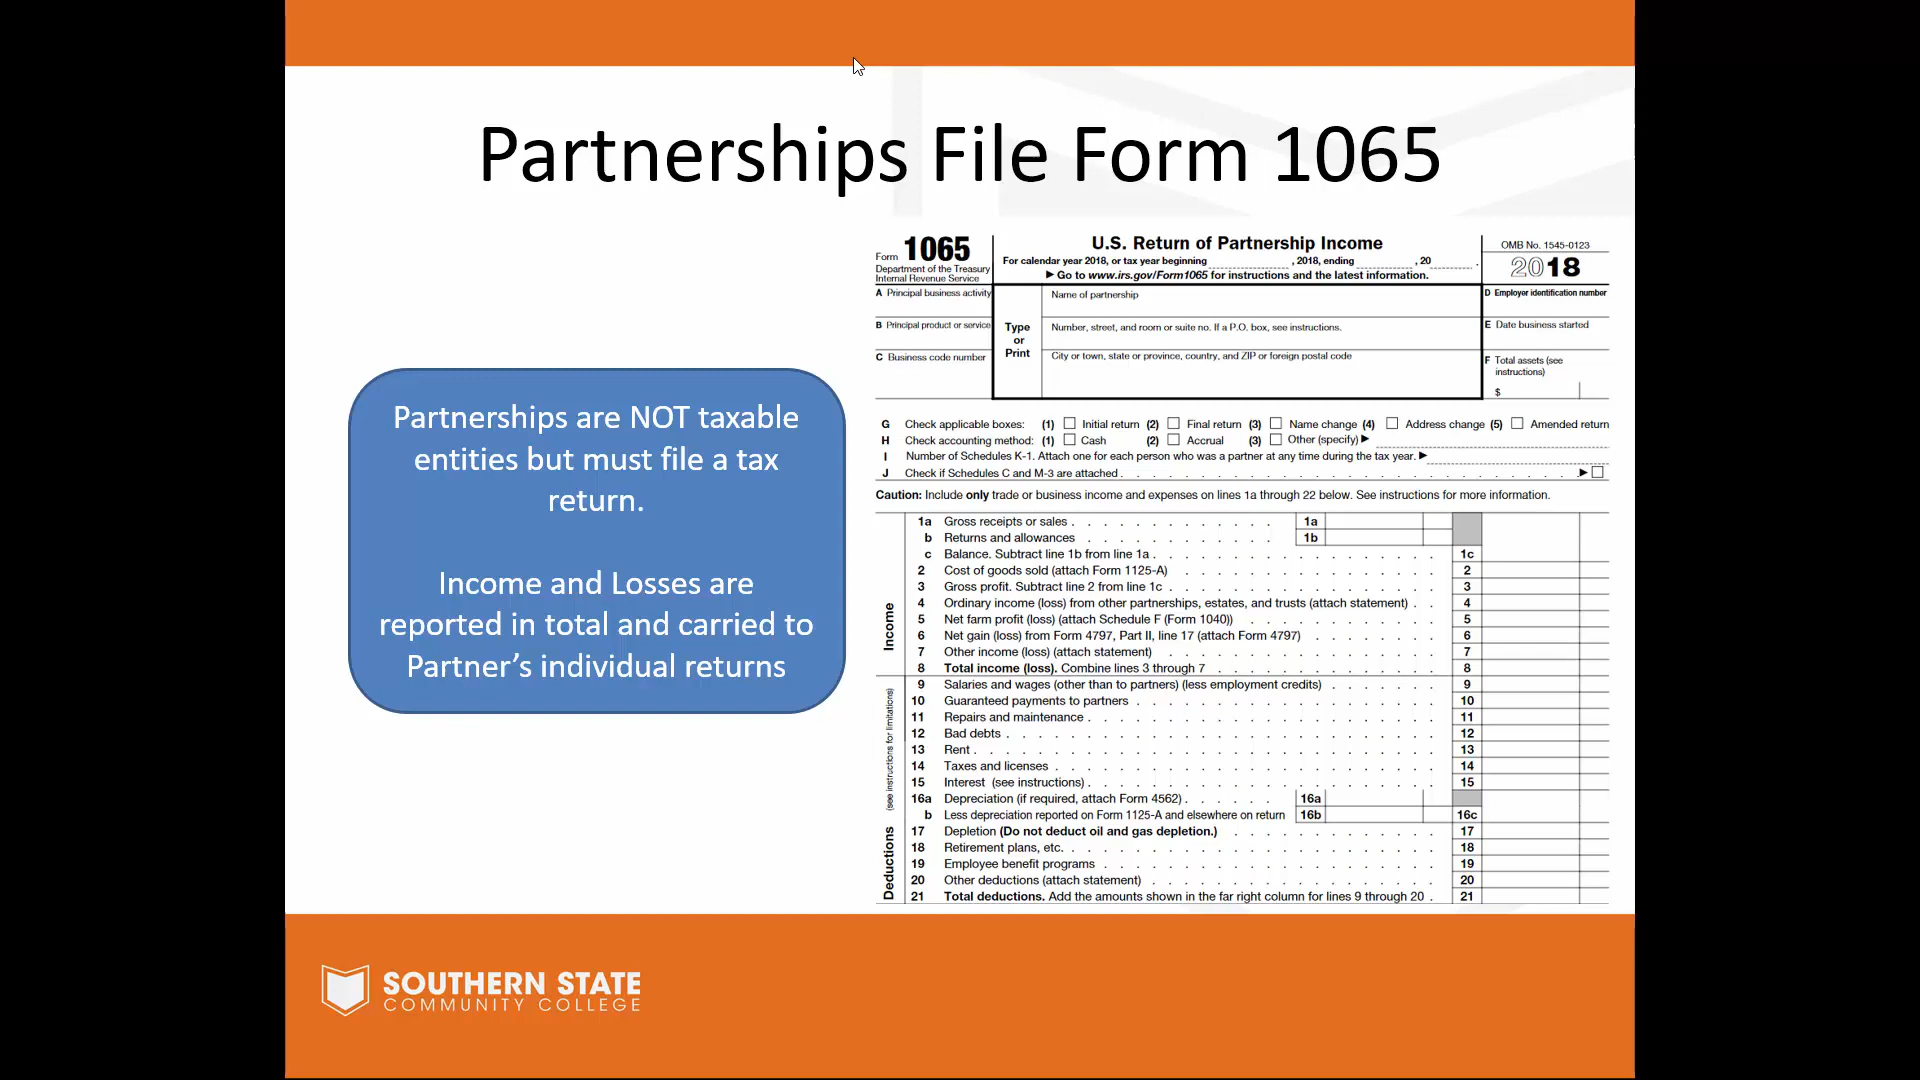 Partnerships File Form 1065
Partnerships are NOT taxable
entities but must file a tax
return.
Income and Losses are
reported in total and carried to
Partner's individual returns
Form 1065
Department of the Treasury
Internal Revenue Service
U.S. Return of Partnership Income
For calendar year 2018, or tax year beginning , 2018, ending , 20 .
▶ Go to www.irs.gov/Form1065 for instructions and the latest information.
OMB No. 1545-0123
2018
A Principal business activity
B Principal product or service
C Business code number
Type
or
Print
Name of partnership
Number, street, and room or suite no. If a P.O. box, see instructions.
City or town, state or province, country, and ZIP or foreign postal code
D Employer identification number
E Date business started
F Total assets (see
instructions)
$
G Check applicable boxes: (1) Initial return (2) Final return (3) Name change (4) Address change (5) Amended return
H Check accounting method: (1) Cash (2) Accrual (3) Other (specify) ▶
I Number of Schedules K-1. Attach one for each person who was a partner at any time during the tax year. ▶
J Check if Schedules C and M-3 are attached . . . ▶
Caution: Include only trade or business income and expenses on lines 1a through 22 below. See instructions for more information.
Income
1a Gross receipts or sales . . . 1a
b Returns and allowances . . . 1b
c Balance. Subtract line 1b from line 1a . . . 1c
2 Cost of goods sold (attach Form 1125-A) . . . 2
3 Gross profit. Subtract line 2 from line 1c . . . 3
4 Ordinary income (loss) from other partnerships, estates, and trusts (attach statement) . . 4
5 Net farm profit (loss) (attach Schedule F (Form 1040)) . . . 5
6 Net gain (loss) from Form 4797, Part II, line 17 (attach Form 4797) . . . 6
7 Other income (loss) (attach statement) . . . 7
8 Total income (loss). Combine lines 3 through 7 . . . 8
Deductions (see instructions for limitations)
9 Salaries and wages (other than to partners) (less employment credits) . . . 9
10 Guaranteed payments to partners . . . 10
11 Repairs and maintenance . . . 11
12 Bad debts . . . 12
13 Rent . . . 13
14 Taxes and licenses . . . 14
15 Interest (see instructions) . . . 15
16a Depreciation (if required, attach Form 4562) . . . 16a
b Less depreciation reported on Form 1125-A and elsewhere on return 16b 16c
17 Depletion (Do not deduct oil and gas depletion.) . . . 17
18 Retirement plans, etc. . . . 18
19 Employee benefit programs . . . 19
20 Other deductions (attach statement) . . . 20
21 Total deductions. Add the amounts shown in the far right column for lines 9 through 20 . 21
SOUTHERN STATE
COMMUNITY COLLEGE